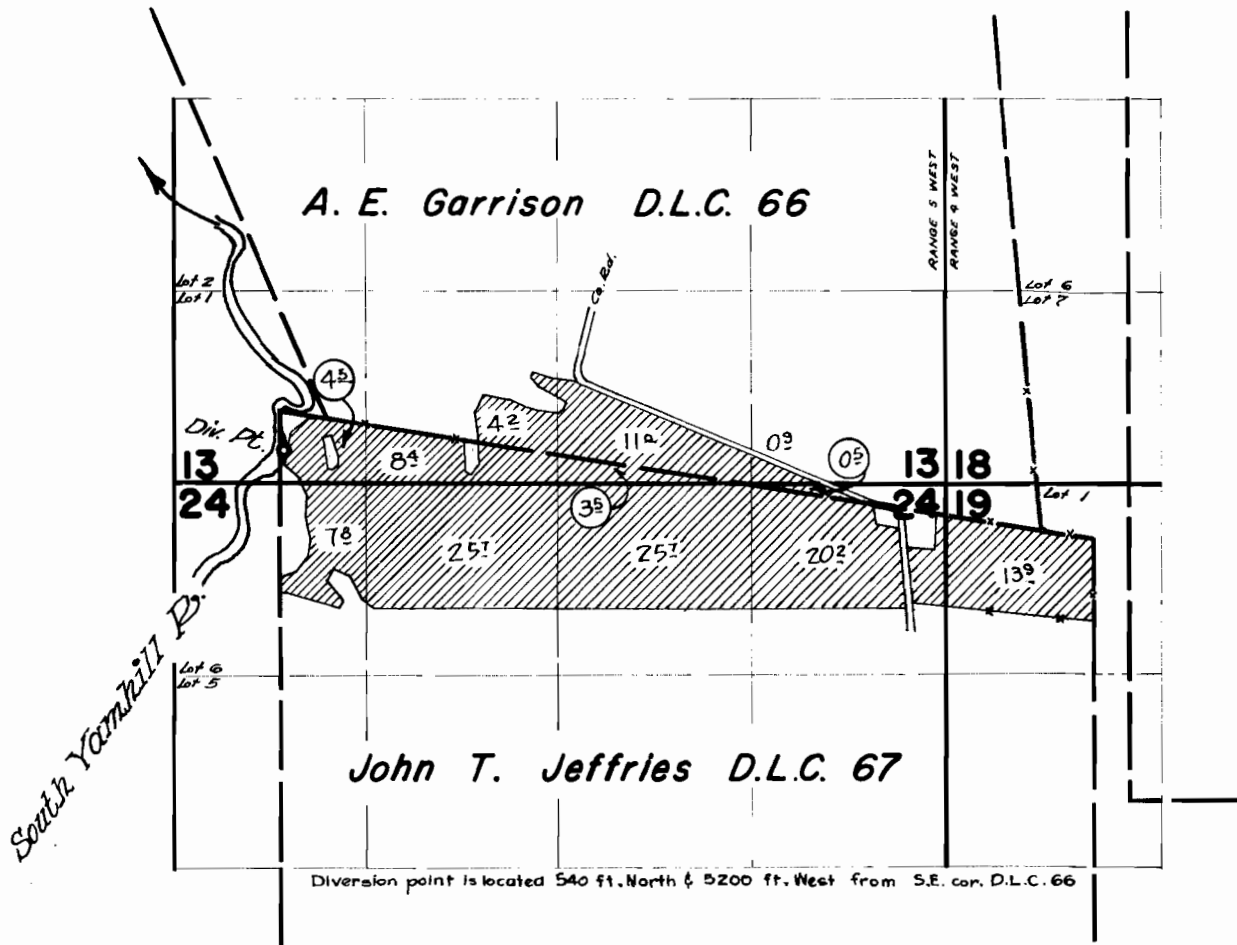 A. E. Garrison D.L.C. 66
RANGE 5 WEST
RANGE 4 WEST
Co. Rd.
Lot 2
Lot 1
Lot 6
Lot 7
4 5
Div. Pt.
4 2
11 2
0 9
0 5
8 4
13
13 18
24
24 19
Lot 1
3 5
7 8
25 7
25 7
20 2
13 9
South Yamhill R.
Lot 6
Lot 5
John T. Jeffries D.L.C. 67
Diversion point is located 540 ft. North & 5200 ft. West from S.E. cor. D.L.C. 66